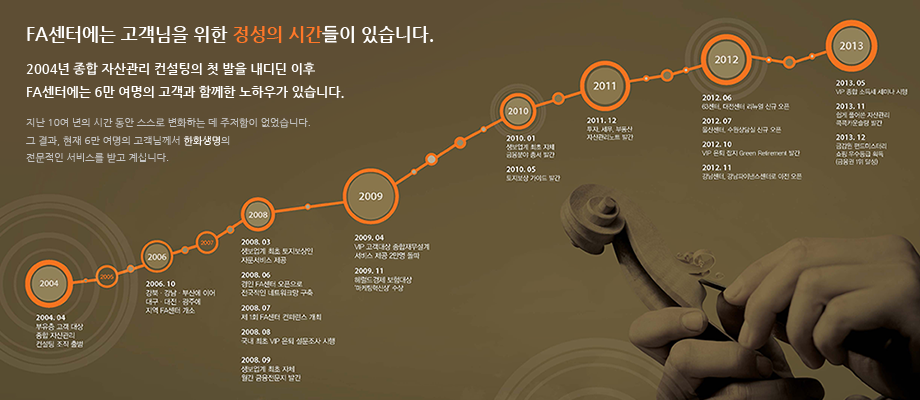 FA센터에는 고객님을 위한 정성의 시간들이 있습니다.
2004년 종합 자산관리 컨설팅의 첫 발을 내디딘 이후
FA센터에는 6만 여명의 고객과 함께한 노하우가 있습니다.
지난 10여 년의 시간 동안 스스로 변화하는 데 주저함이 없었습니다.
그 결과, 현재 6만 여명의 고객님께서 한화생명의
전문적인 서비스를 받고 계십니다.
2004
2004. 04
부유층 고객 대상
종합 자산관리
컨설팅 조직 출범
2005
2006
2006. 10
강북 · 강남 · 부산에 이어
대구 · 대전 · 광주에
지역 FA센터 개소
2007
2008
2008. 03
생보업계 최초 토지보상인
자문서비스 제공
2008. 06
경인 FA센터 오픈으로
전국적인 네트워크망 구축
2008. 07
제 1회 FA센터 컨퍼런스 개최
2008. 08
국내 최초 VIP 은퇴 설문조사 시행
2008. 09
생보업계 최초 자체
월간 금융전문지 발간
2009
2009. 04
VIP 고객대상 종합재무설계
서비스 제공 2만명 돌파
2009. 11
헤럴드경제 보험대상
'마케팅혁신상' 수상
2010
2010. 01
생보업계 최초 자체
금융분야 총서 발간
2010. 05
토지보상 가이드 발간
2011
2011. 12
투자, 세무, 부동산
자산관리노트 발간
2012
2012. 06
63센터, 대전센터 리뉴얼 신규 오픈
2012. 07
울산센터, 수원상담실 신규 오픈
2012. 10
VIP 은퇴 잡지 Green Retirement 발간
2012. 11
강남센터, 강남파이낸스센터로 이전 오픈
2013
2013. 05
VIP 종합 소득세 세미나 시행
2013. 11
쉽게 풀어쓴 자산관리
콕콕카운슬링 발간
2013. 12
금감원 펀드미스터리
쇼핑 우수등급 획득
(금융권 1위 달성)